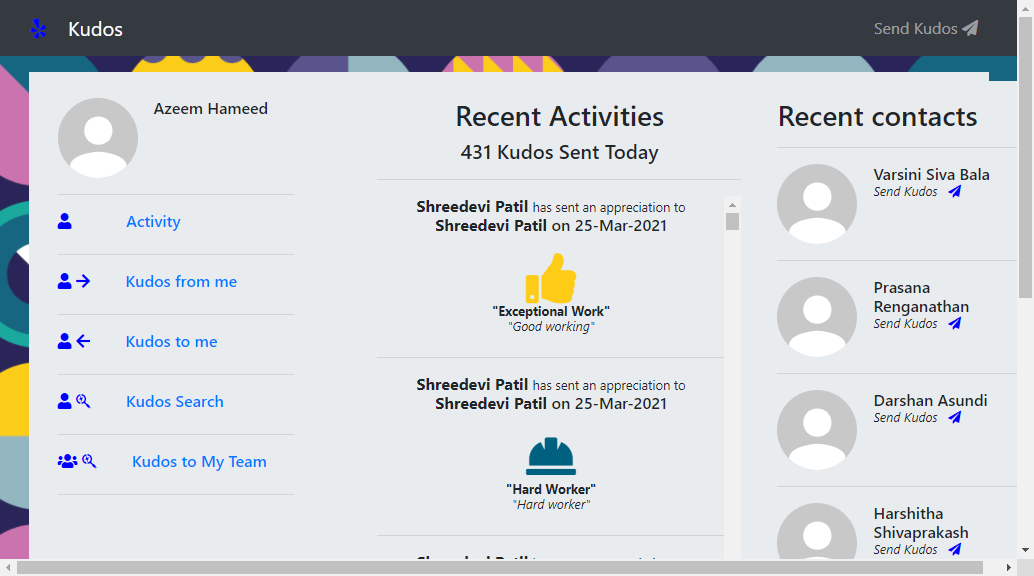 Kudos
Send Kudos
Azeem Hameed
Activity
Kudos from me
Kudos to me
Kudos Search
Kudos to My Team
Recent Activities
431 Kudos Sent Today
Shreedevi Patil has sent an appreciation to
Shreedevi Patil on 25-Mar-2021
"Exceptional Work"
"Good working"
Shreedevi Patil has sent an appreciation to
Shreedevi Patil on 25-Mar-2021
"Hard Worker"
"Hard worker"
Recent contacts
Varsini Siva Bala
Send Kudos
Prasana
Renganathan
Send Kudos
Darshan Asundi
Send Kudos
Harshitha
Shivaprakash
Send Kudos